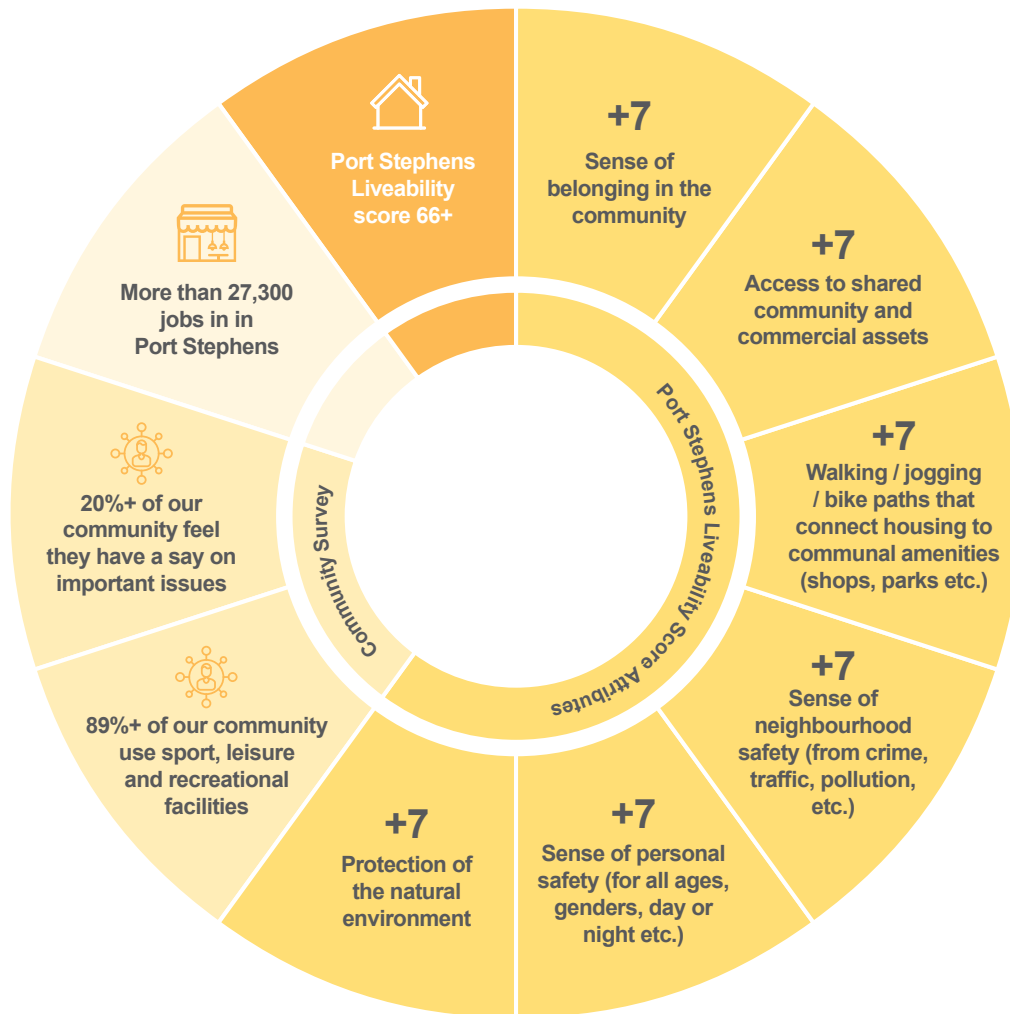 Port Stephens
Liveability
score 66+
+7
Sense of
belonging in the
community
+7
Access to shared
community and
commercial assets
+7
Walking / jogging
/ bike paths that
connect housing to
communal amenities
(shops, parks etc.)
+7
Sense of
neighbourhood
safety (from crime,
traffic, pollution,
etc.)
+7
Sense of personal
safety (for all ages,
genders, day or
night etc.)
+7
Protection of
the natural
environment
89%+ of our community
use sport, leisure
and recreational
facilities
20%+ of our
community feel
they have a say on
important issues
More than 27,300
jobs in in
Port Stephens
Port Stephens Liveability Score Attributes
Community Survey